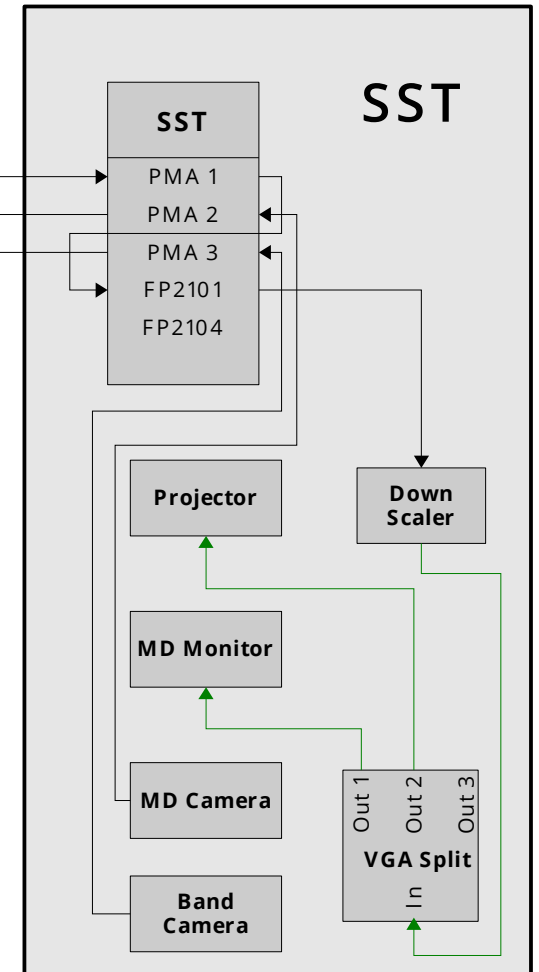 SST
SST
PMA 1
PMA 2
PMA 3
FP2101
FP2104
Projector
Down
Scaler
MD Monitor
MD Camera
Out 1
Out 2
Out 3
VGA Split
In
Band
Camera